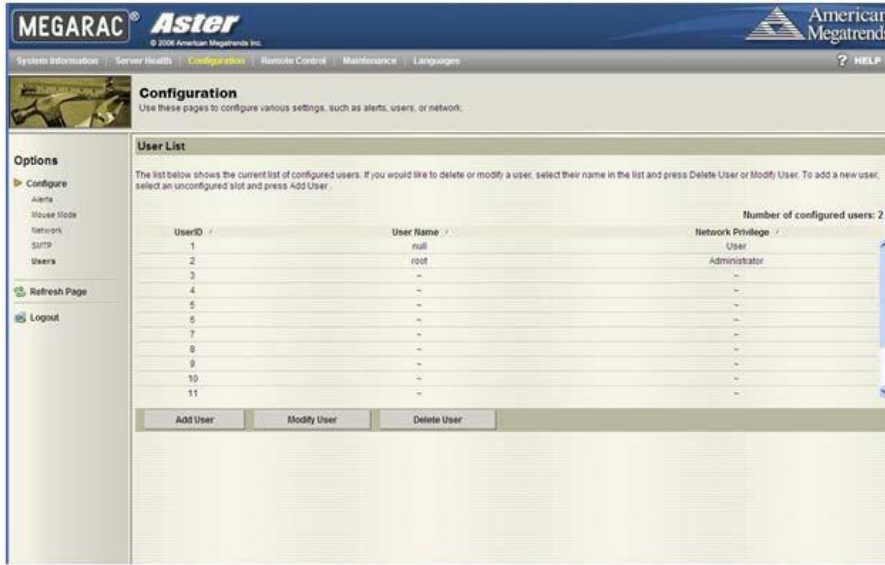 MEGARAC® Aster
© 2006 American Megatrends Inc.
American
Megatrends
System Information Server Health Configuration Remote Control Maintenance Languages
? HELP
Configuration
Use these pages to configure various settings, such as alerts, users, or network.
Options
Configure
Alerts
Mouse Mode
Network
SMTP
Users
Refresh Page
Logout
User List
The list below shows the current list of configured users. If you would like to delete or modify a user, select their name in the list and press Delete User or Modify User. To add a new user,
select an unconfigured slot and press Add User .
Number of configured users: 2
UserID / User Name / Network Privilege /
1 null User
2 root Administrator
3 ~ ~
4 ~ ~
5 ~ ~
6 ~ ~
7 ~ ~
8 ~ ~
9 ~ ~
10 ~ ~
11 ~ ~
Add User Modify User Delete User